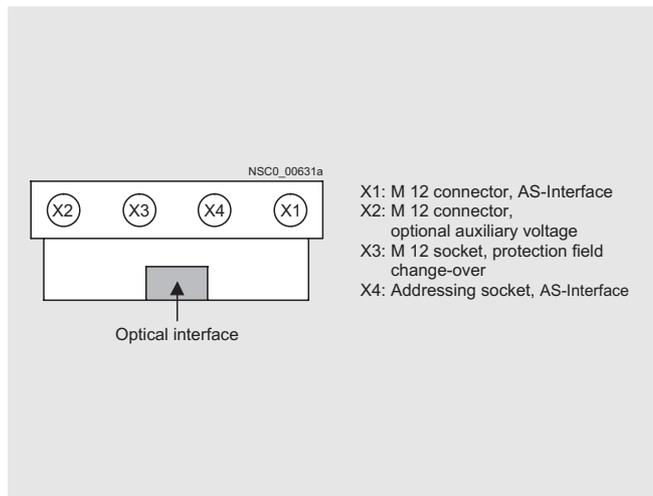 NSC0_00631a
X2
X3
X4
X1
Optical interface
X1: M 12 connector, AS-Interface
X2: M 12 connector,
optional auxiliary voltage
X3: M 12 socket, protection field
change-over
X4: Addressing socket, AS-Interface